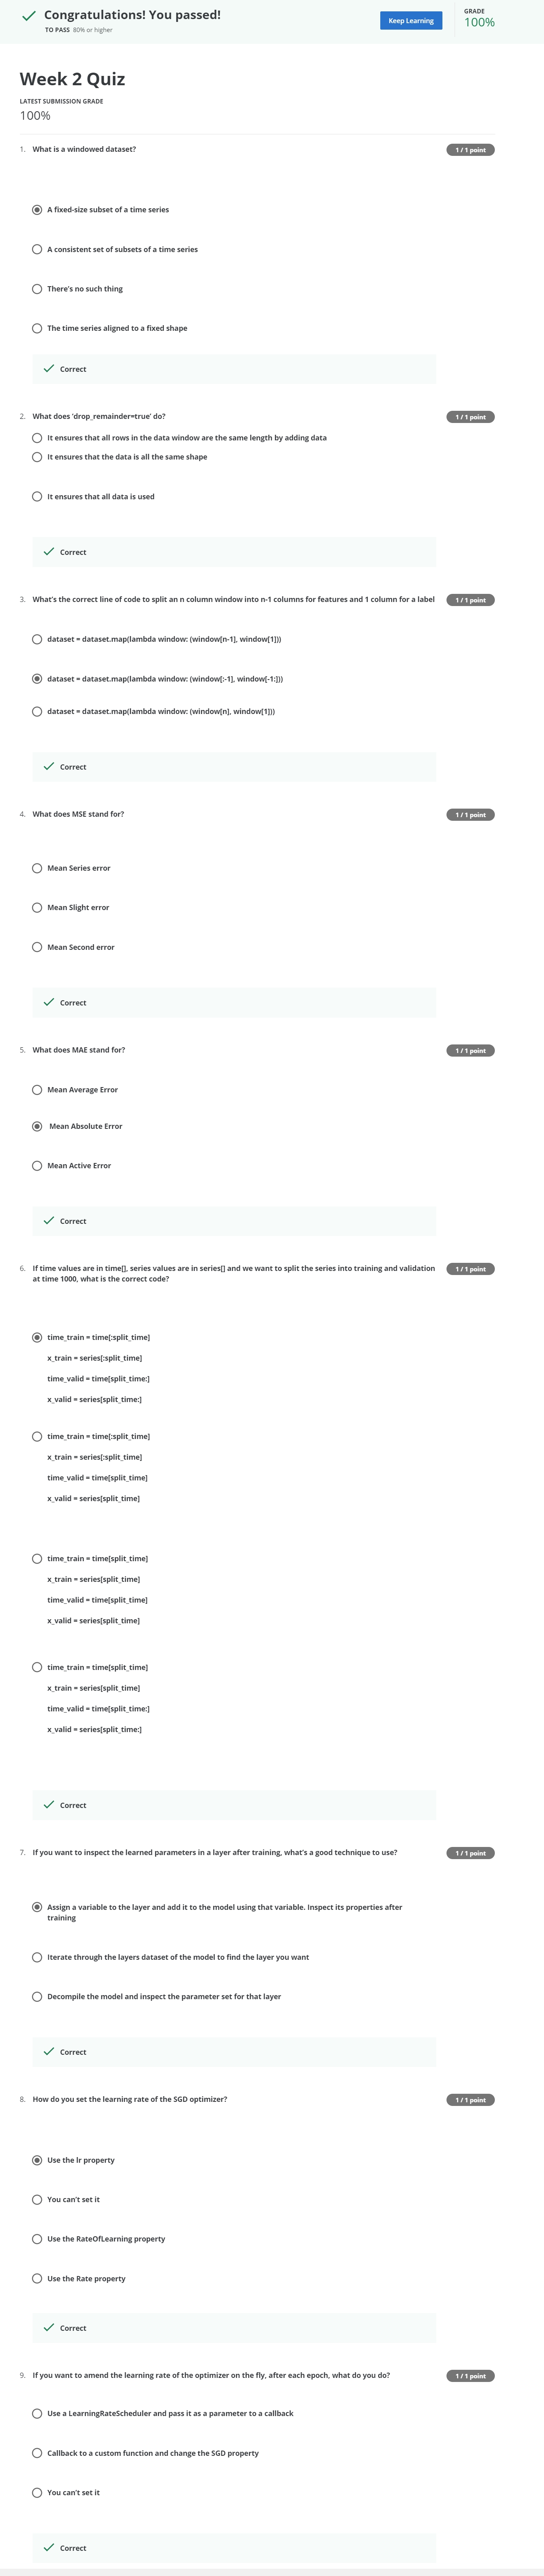 Congratulations! You passed!
TO PASS 80% or higher
Keep Learning
GRADE
100%
Week 2 Quiz
LATEST SUBMISSION GRADE
100%
1. What is a windowed dataset?
1 / 1 point
A fixed-size subset of a time series
A consistent set of subsets of a time series
There's no such thing
The time series aligned to a fixed shape
Correct
2. What does 'drop_remainder=true' do?
1 / 1 point
It ensures that all rows in the data window are the same length by adding data
It ensures that the data is all the same shape
It ensures that all data is used
Correct
3. What's the correct line of code to split an n column window into n-1 columns for features and 1 column for a label
1 / 1 point
dataset = dataset.map(lambda window: (window[n-1], window[1]))
dataset = dataset.map(lambda window: (window[:-1], window[-1:]))
dataset = dataset.map(lambda window: (window[n], window[1]))
Correct
4. What does MSE stand for?
1 / 1 point
Mean Series error
Mean Slight error
Mean Second error
Correct
5. What does MAE stand for?
1 / 1 point
Mean Average Error
Mean Absolute Error
Mean Active Error
Correct
6. If time values are in time[], series values are in series[] and we want to split the series into training and validation
at time 1000, what is the correct code?
1 / 1 point
time_train = time[:split_time]
x_train = series[:split_time]
time_valid = time[split_time:]
x_valid = series[split_time:]
time_train = time[:split_time]
x_train = series[:split_time]
time_valid = time[split_time]
x_valid = series[split_time]
time_train = time[split_time]
x_train = series[split_time]
time_valid = time[split_time]
x_valid = series[split_time]
time_train = time[split_time]
x_train = series[split_time]
time_valid = time[split_time:]
x_valid = series[split_time:]
Correct
7. If you want to inspect the learned parameters in a layer after training, what's a good technique to use?
1 / 1 point
Assign a variable to the layer and add it to the model using that variable. Inspect its properties after
training
Iterate through the layers dataset of the model to find the layer you want
Decompile the model and inspect the parameter set for that layer
Correct
8. How do you set the learning rate of the SGD optimizer?
1 / 1 point
Use the lr property
You can't set it
Use the RateOfLearning property
Use the Rate property
Correct
9. If you want to amend the learning rate of the optimizer on the fly, after each epoch, what do you do?
1 / 1 point
Use a LearningRateScheduler and pass it as a parameter to a callback
Callback to a custom function and change the SGD property
You can't set it
Correct